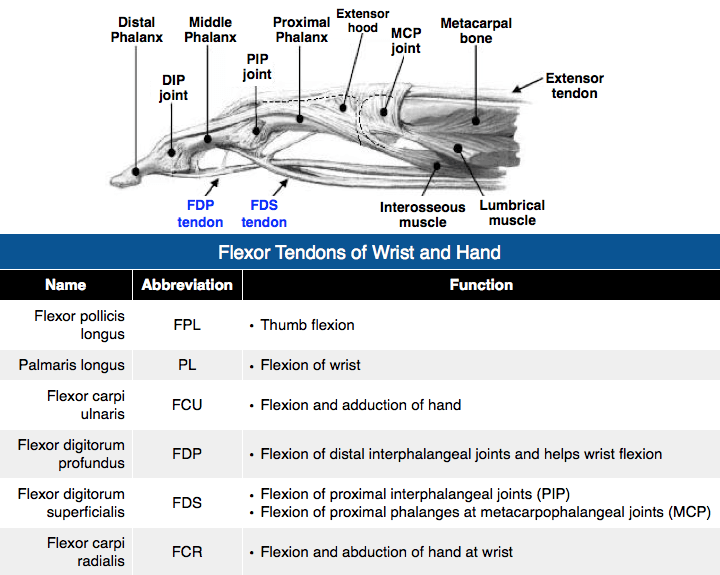 Distal
Phalanx
Middle
Phalanx
Proximal
Phalanx
Extensor
hood
MCP
joint
Metacarpal
bone
PIP
joint
DIP
joint
Extensor
tendon
FDP
tendon
FDS
tendon
Interosseous
muscle
Lumbrical
muscle
Flexor Tendons of Wrist and Hand
Name Abbreviation Function
Flexor pollicis
longus
FPL
• Thumb flexion
Palmaris longus PL • Flexion of wrist
Flexor carpi
ulnaris
FCU
• Flexion and adduction of hand
Flexor digitorum
profundus
FDP
• Flexion of distal interphalangeal joints and helps wrist flexion
Flexor digitorum
superficialis
FDS
• Flexion of proximal interphalangeal joints (PIP)
• Flexion of proximal phalanges at metacarpophalangeal joints (MCP)
Flexor carpi
radialis
FCR
• Flexion and abduction of hand at wrist